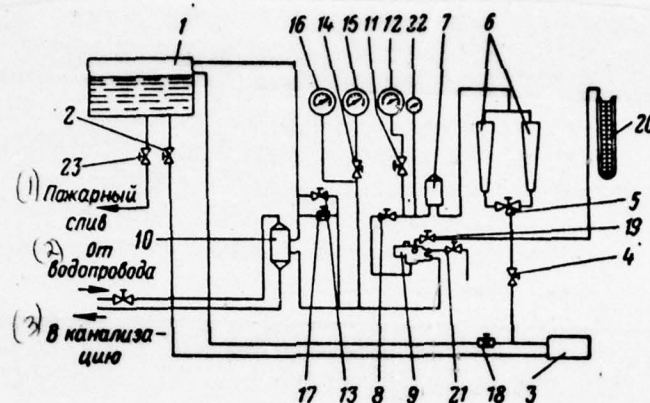 1
16 14 15 11 12 22 7
6
2
23
20
(1) Пожарный
слив
5
(2) От
водопровода
10
19
4
(3) В канализа-
цию
17 13 8 9 21 18 3